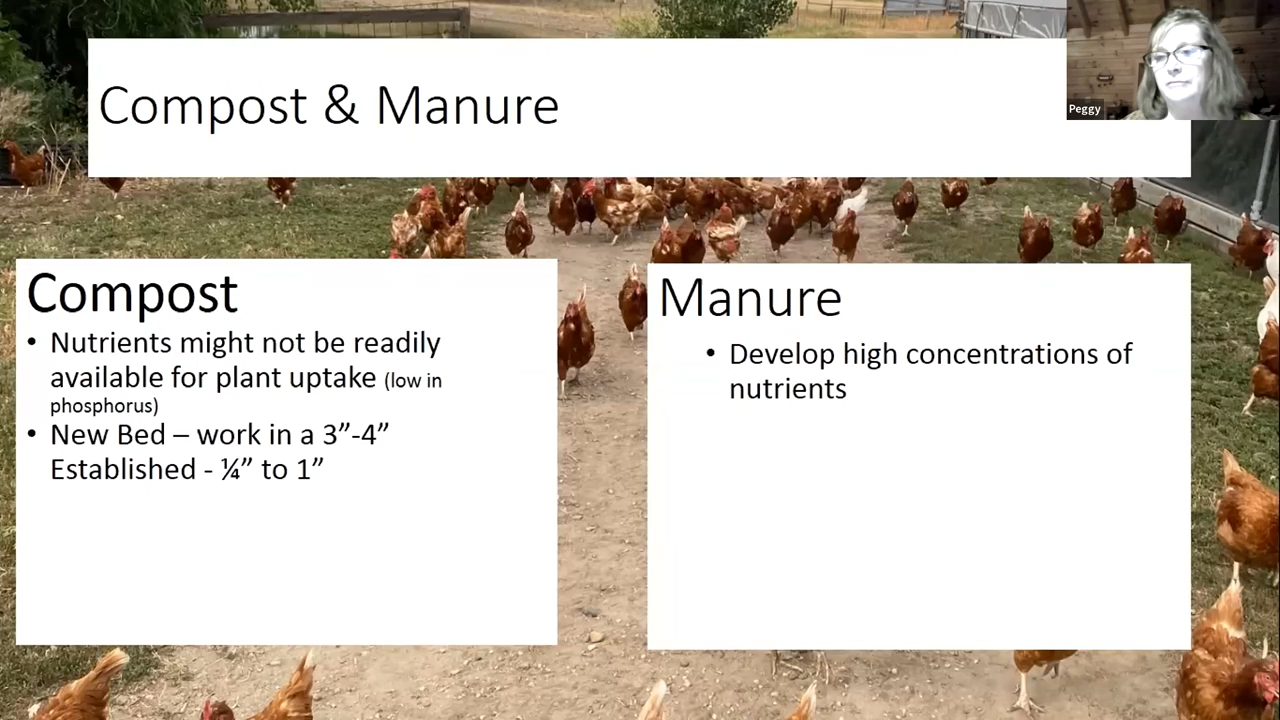 Compost & Manure
Peggy
Compost
• Nutrients might not be readily
available for plant uptake (low in
phosphorus)
• New Bed – work in a 3”-4”
Established - ¼” to 1”
Manure
• Develop high concentrations of
nutrients